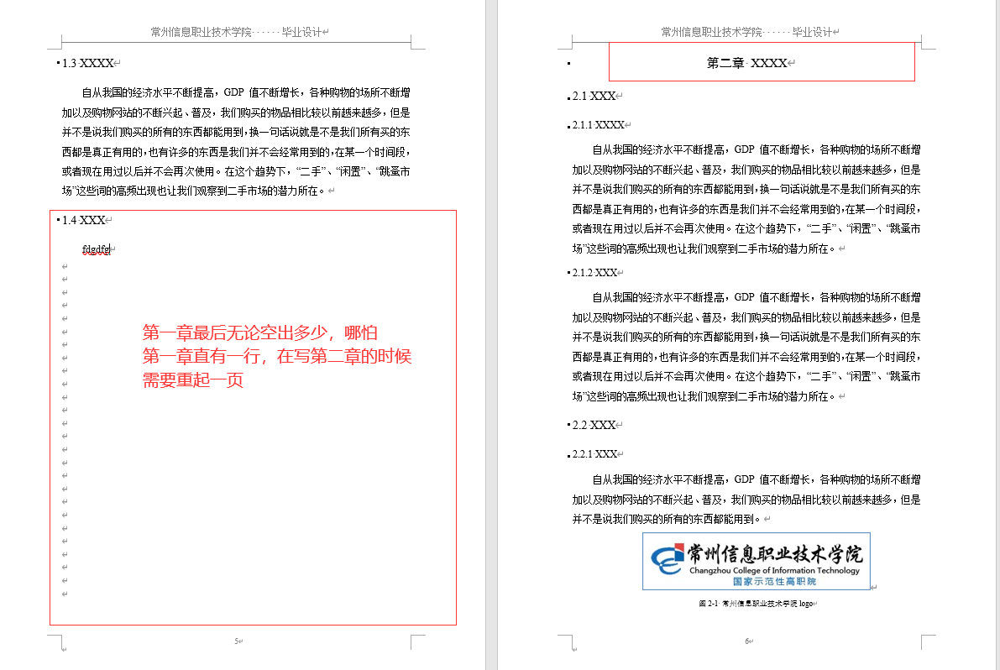 常州信息职业技术学院······毕业设计
1.3 XXXX
自从我国的经济水平不断提高，GDP 值不断增长，各种购物的场所不断增
加以及购物网站的不断兴起、普及，我们购买的物品相比较以前越来越多，但是
并不是说我们购买的所有的东西都能用到，换一句话说就是不是我们所有买的东
西都是真正有用的，也有许多的东西是我们并不会经常用到的，在某一个时间段，
或者现在用过以后并不会再次使用。在这个趋势下，“二手”、“闲置”、“跳蚤市
场”这些词的高频出现也让我们观察到二手市场的潜力所在。
1.4 XXX
fdgdfg
第一章最后无论空出多少，哪怕
第一章直有一行，在写第二章的时候
需要重起一页
5
常州信息职业技术学院······毕业设计
第二章 XXXX
2.1 XXX
2.1.1 XXXX
自从我国的经济水平不断提高，GDP 值不断增长，各种购物的场所不断增
加以及购物网站的不断兴起、普及，我们购买的物品相比较以前越来越多，但是
并不是说我们购买的所有的东西都能用到，换一句话说就是不是我们所有买的东
西都是真正有用的，也有许多的东西是我们并不会经常用到的，在某一个时间段，
或者现在用过以后并不会再次使用。在这个趋势下，“二手”、“闲置”、“跳蚤市
场”这些词的高频出现也让我们观察到二手市场的潜力所在。
2.1.2 XXX
自从我国的经济水平不断提高，GDP 值不断增长，各种购物的场所不断增
加以及购物网站的不断兴起、普及，我们购买的物品相比较以前越来越多，但是
并不是说我们购买的所有的东西都能用到，换一句话说就是不是我们所有买的东
西都是真正有用的，也有许多的东西是我们并不会经常用到的，在某一个时间段，
或者现在用过以后并不会再次使用。在这个趋势下，“二手”、“闲置”、“跳蚤市
场”这些词的高频出现也让我们观察到二手市场的潜力所在。
2.2 XXX
2.2.1 XXX
自从我国的经济水平不断提高，GDP 值不断增长，各种购物的场所不断增
加以及购物网站的不断兴起、普及，我们购买的物品相比较以前越来越多，但是
并不是说我们购买的所有的东西都能用到。
常州信息职业技术学院
Changzhou College of Information Technology
国家示范性高职院
图 2-1 常州信息职业技术学院 logo
6